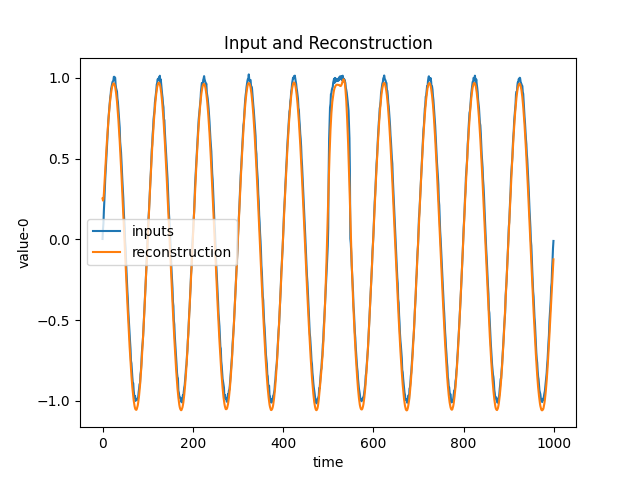 Input and Reconstruction
1.0
0.5
0.0
−0.5
−1.0
value-0
inputs
reconstruction
0 200 400 600 800 1000
time